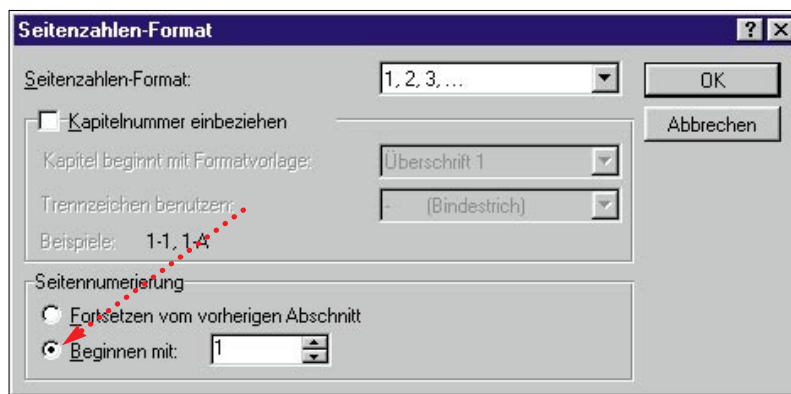 Seitenzahlen-Format
Seitenzahlen-Format: 1, 2, 3, ... OK
Kapitelnummer einbeziehen Abbrechen
Kapitel beginnt mit Formatvorlage: Überschrift 1
Trennzeichen benutzen: - (Bindestrich)
Beispiele: 1-1, 1-A
Seitennumerierung
Fortsetzen vom vorherigen Abschnitt
Beginnen mit: 1